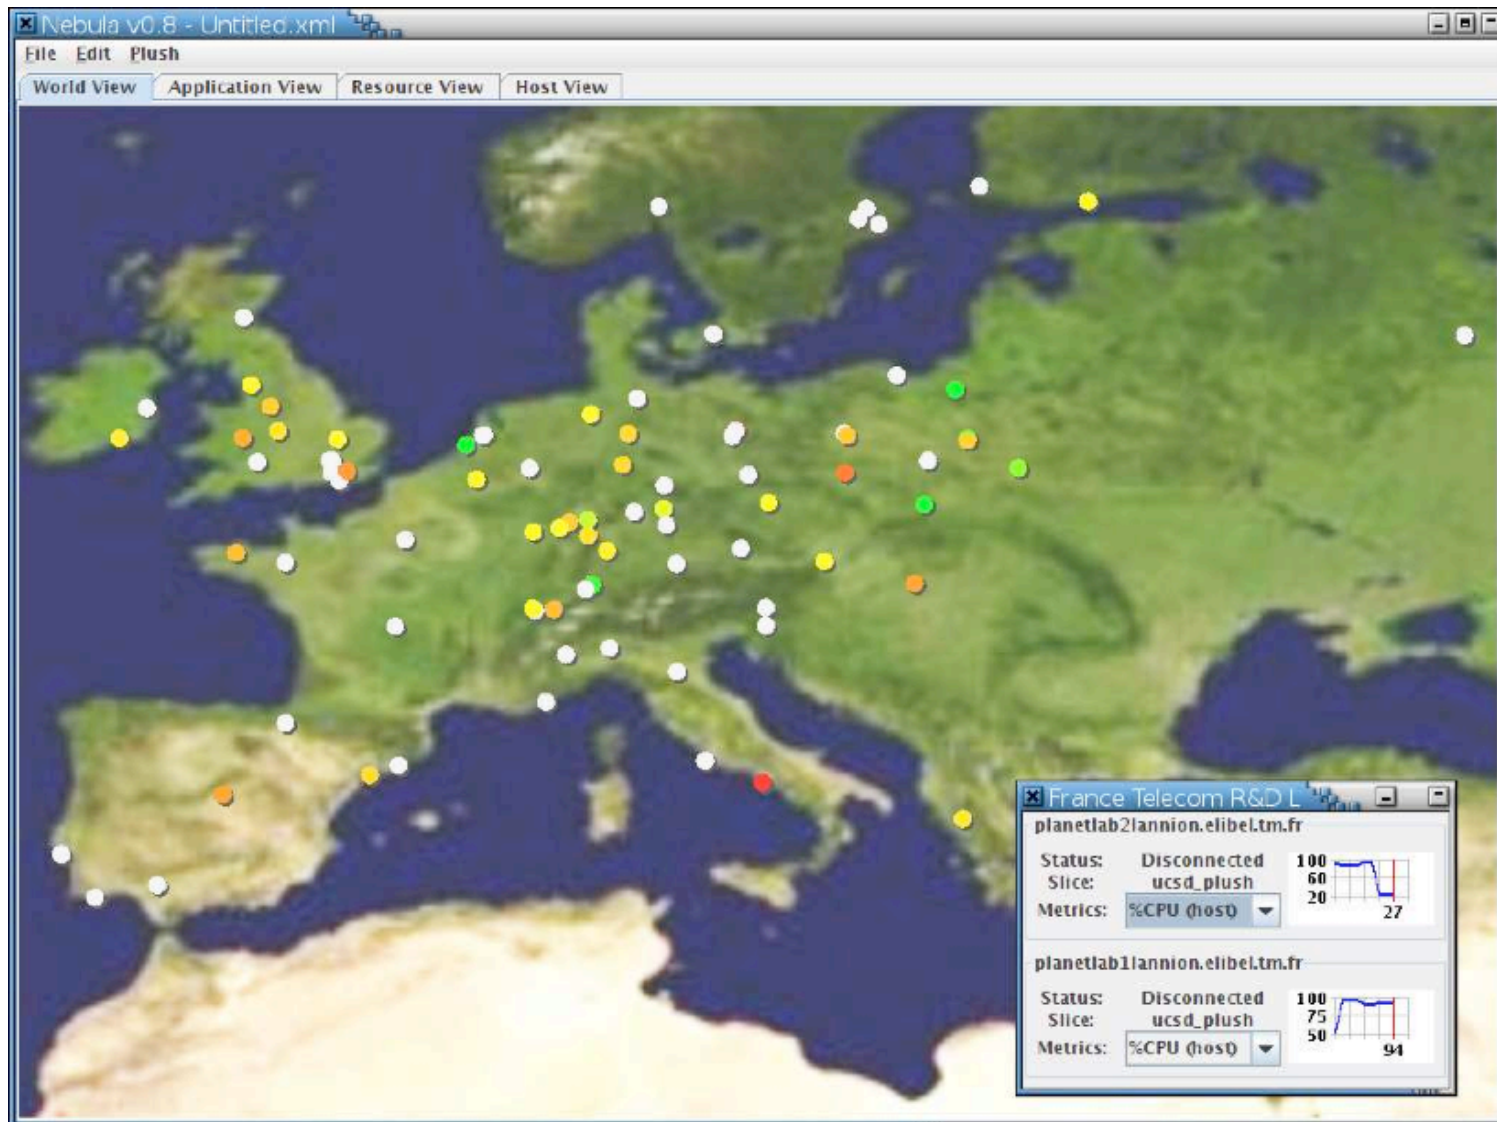 Nebula v0.8 - Untitled.xml
File Edit Plush
World View Application View Resource View Host View
France Telecom R&D L
planetlab2lannion.elibel.tm.fr
Status: Disconnected
Slice: ucsd_plush
Metrics: %CPU (host)
100
60
20
27
planetlab1lannion.elibel.tm.fr
Status: Disconnected
Slice: ucsd_plush
Metrics: %CPU (host)
100
75
50
94